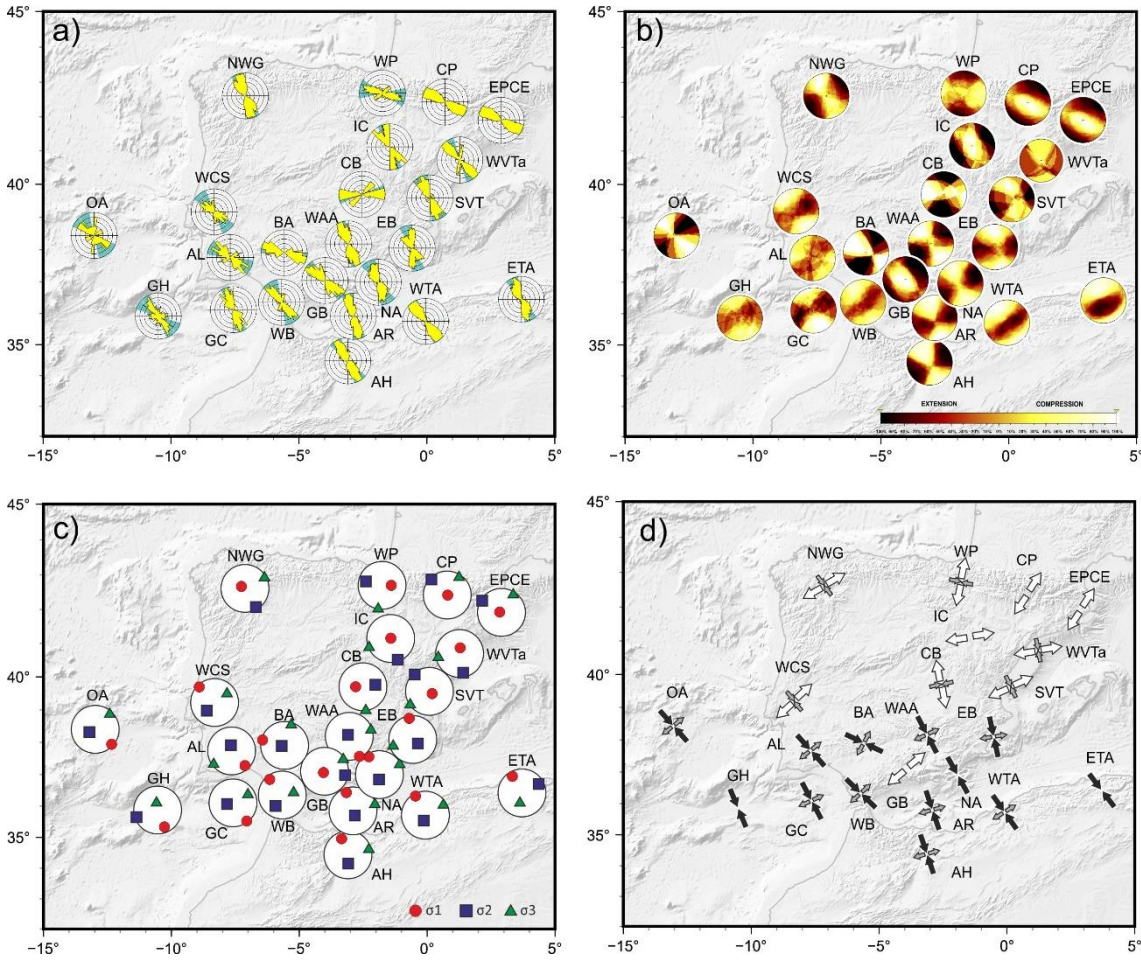 a)
NWG
WP
CP
EPCE
IC
WVTa
CB
WCS
OA
SVT
BA
WAA
EB
AL
ETA
GH
WTA
GB
NA
GC
WB
AR
AH
45°
40°
35°
−15° −10° −5° 0° 5°
b)
NWG
WP
CP
EPCE
IC
WVTa
CB
WCS
OA
SVT
BA
WAA
EB
AL
ETA
GH
WTA
GB
NA
GC
WB
AR
AH
EXTENSION COMPRESSION
45°
40°
35°
−15° −10° −5° 0° 5°
c)
NWG
WP
CP
EPCE
IC
WVTa
CB
WCS
OA
SVT
BA
WAA
EB
AL
ETA
GH
WTA
GB
NA
GC
WB
AR
AH
σ1 σ2 σ3
45°
40°
35°
−15° −10° −5° 0° 5°
d)
NWG
WP
CP
EPCE
IC
WVTa
CB
WCS
OA
SVT
BA
WAA
EB
AL
ETA
GH
WTA
GB
NA
GC
WB
AR
AH
45°
40°
35°
−15° −10° −5° 0° 5°